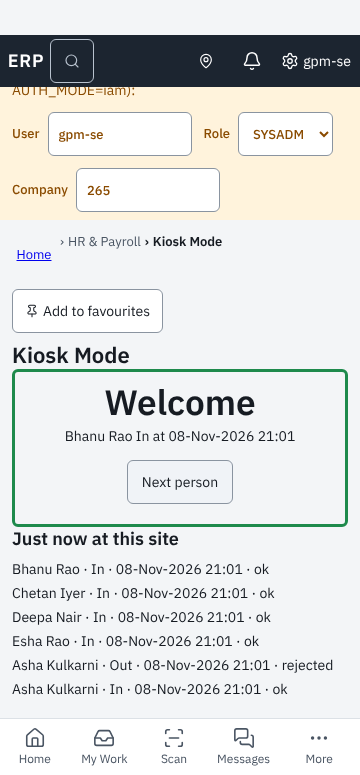 ERP
gpm-se
AUTH_MODE=iam):
User gpm-se Role SYSADM
Company 265
Home › HR & Payroll › Kiosk Mode
Add to favourites
Kiosk Mode
Welcome
Bhanu Rao In at 08-Nov-2026 21:01
Next person
Just now at this site
Bhanu Rao · In · 08-Nov-2026 21:01 · ok
Chetan Iyer · In · 08-Nov-2026 21:01 · ok
Deepa Nair · In · 08-Nov-2026 21:01 · ok
Esha Rao · In · 08-Nov-2026 21:01 · ok
Asha Kulkarni · Out · 08-Nov-2026 21:01 · rejected
Asha Kulkarni · In · 08-Nov-2026 21:01 · ok
Home My Work Scan Messages More